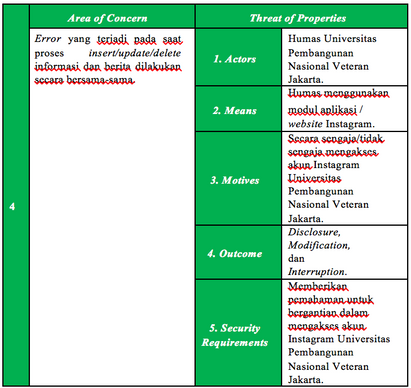 Area of Concern
Threat of Properties
4
Error yang terjadi pada saat
proses insert/update/delete
informasi dan berita dilakukan
secara bersama-sama.
1. Actors
Humas Universitas
Pembangunan
Nasional Veteran
Jakarta.
2. Means
Humas menggunakan
modul aplikasi /
website Instagram.
3. Motives
Secara sengaja/tidak
sengaja mengakses
akun Instagram
Universitas
Pembangunan
Nasional Veteran
Jakarta.
4. Outcome
Disclosure,
Modification,
dan
Interruption.
5. Security
Requirements
Memberikan
pemahaman untuk
bergantian dalam
mengakses akun
Instagram Universitas
Pembangunan
Nasional Veteran
Jakarta.